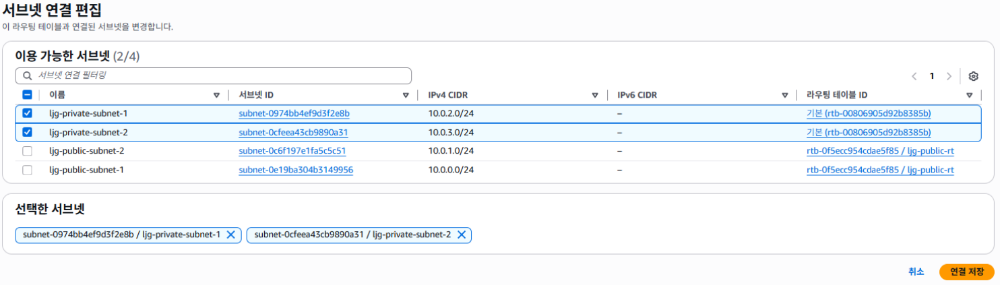 서브넷 연결 편집
이 라우팅 테이블과 연결된 서브넷을 변경합니다.
이용 가능한 서브넷 (2/4)
서브넷 연결 필터링
1
이름 서브넷 ID IPv4 CIDR IPv6 CIDR 라우팅 테이블 ID
ljg-private-subnet-1 subnet-0974bb4ef9d3f2e8b 10.0.2.0/24 – 기본 (rtb-00806905d92b8385b)
ljg-private-subnet-2 subnet-0cfeea43cb9890a31 10.0.3.0/24 – 기본 (rtb-00806905d92b8385b)
ljg-public-subnet-2 subnet-0c6f197e1fa5c5c51 10.0.1.0/24 – rtb-0f5ecc954cdae5f85 / ljg-public-rt
ljg-public-subnet-1 subnet-0e19ba304b3149956 10.0.0.0/24 – rtb-0f5ecc954cdae5f85 / ljg-public-rt
선택한 서브넷
subnet-0974bb4ef9d3f2e8b / ljg-private-subnet-1 subnet-0cfeea43cb9890a31 / ljg-private-subnet-2
취소 연결 저장